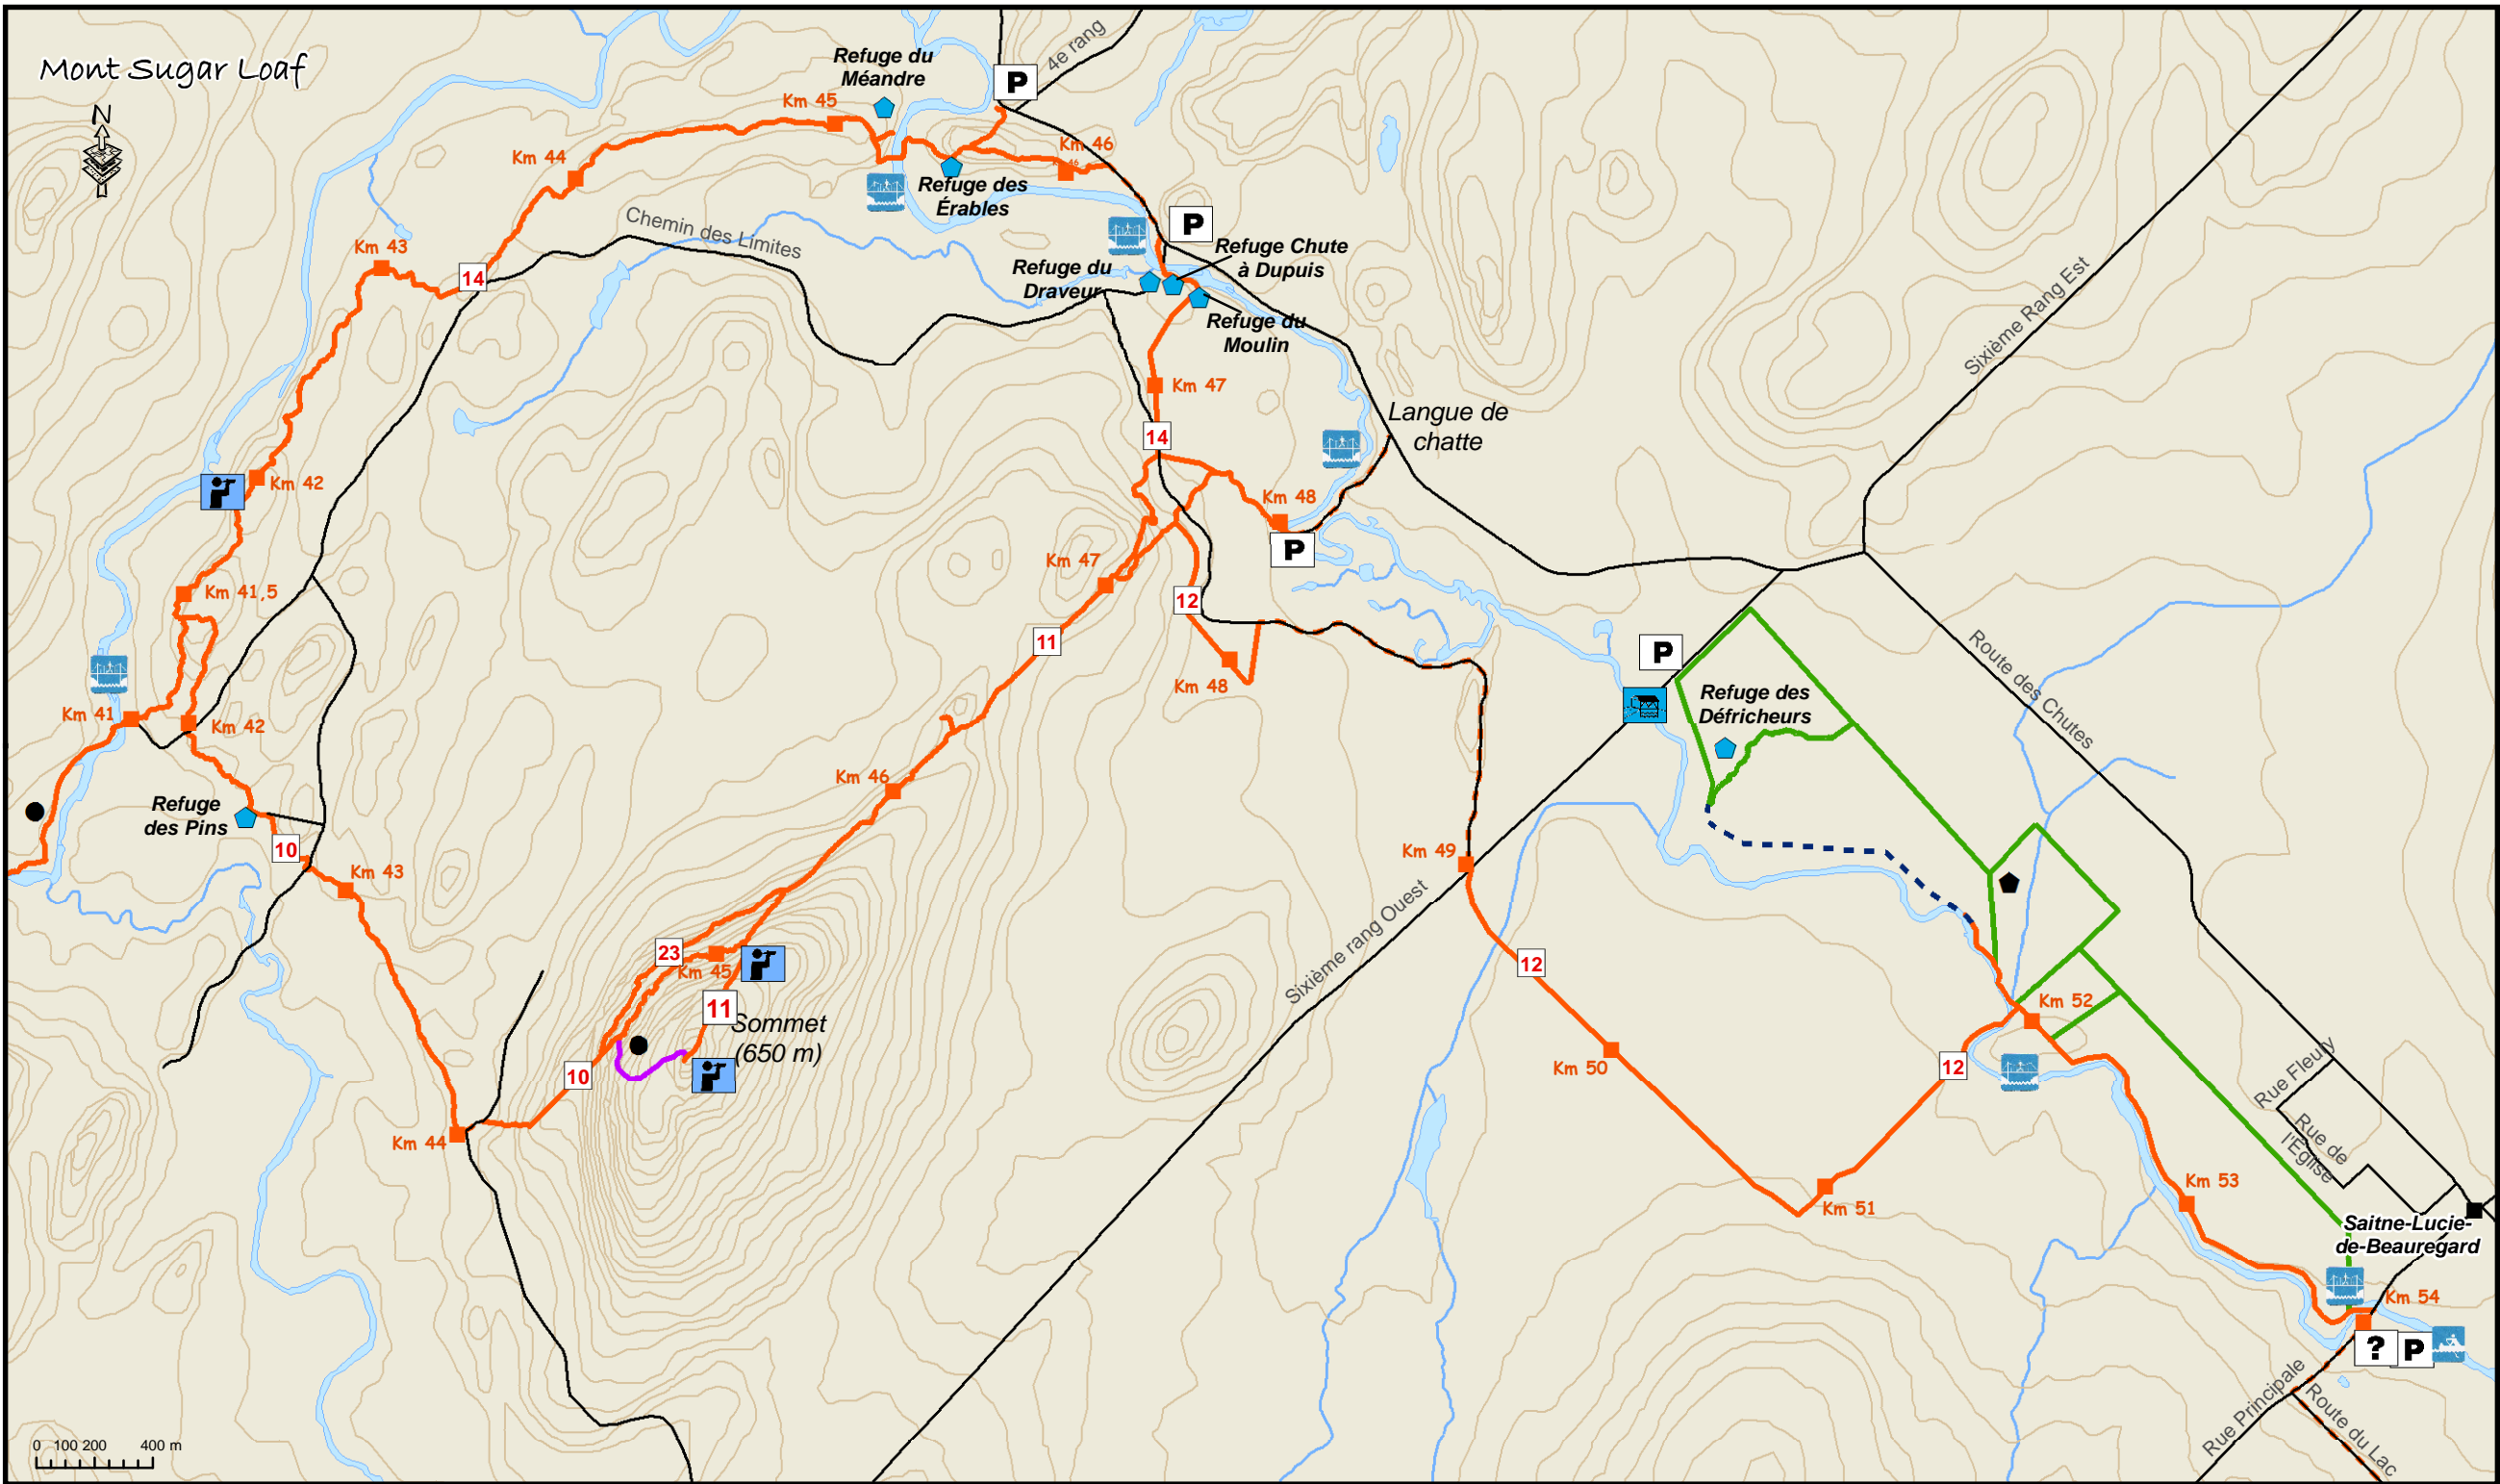 Mont Sugar Loaf
N
Refuge du
Méandre
P
4e rang
Km 45
Km 44
Km 46
Km 46
Refuge des
Érables
Chemin des Limites
P
Km 43
14
Refuge Chute
à Dupuis
Refuge du
Draveur
Refuge du
Moulin
Sixième Rang Est
Km 47
Langue de
chatte
14
Km 42
Km 48
P
Km 47
Km 41,5
12
11
Km 48
P
Route des Chutes
Refuge des
Défricheurs
Km 41
Km 42
Km 46
Refuge
des Pins
10
Km 43
Km 49
Sixième rang Ouest
23
Km 45
12
11
Sommet
(650 m)
Km 52
Km 50
12
10
Rue Fleury
Rue de
l'Église
Km 44
Km 51
Km 53
Saitne-Lucie-
de-Beauregard
Km 54
?
P
Rue Principale
Route du Lac
0 100 200 400 m